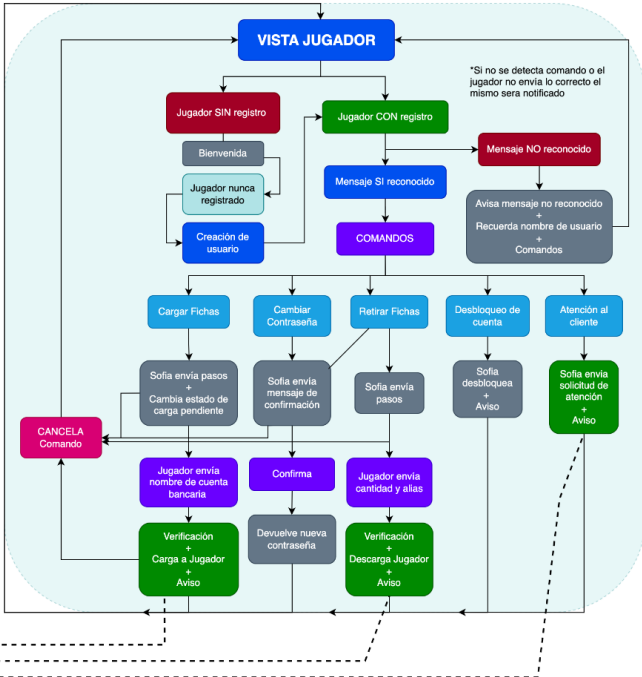 VISTA JUGADOR
*Si no se detecta comando o el
jugador no envía lo correcto el
mismo sera notificado
Jugador SIN registro
Jugador CON registro
Bienvenida
Mensaje NO reconocido
Jugador nunca
registrado
Mensaje SI reconocido
Creación de
usuario
COMANDOS
Avisa mensaje no reconocido
+
Recuerda nombre de usuario
+
Comandos
Cargar Fichas
Cambiar
Contraseña
Retirar Fichas
Desbloqueo de
cuenta
Atención al
cliente
Sofia envía pasos
+
Cambia estado de
carga pendiente
Sofia envía
mensaje de
confirmación
Sofia envía
pasos
Sofia
desbloquea
+
Aviso
Sofia envia
solicitud de
atención
+
Aviso
CANCELA
Comando
Jugador envía
nombre de cuenta
bancaria
Confirma
Jugador envía
cantidad y alias
Verificación
+
Carga a Jugador
+
Aviso
Devuelve nueva
contraseña
Verificación
+
Descarga Jugador
+
Aviso